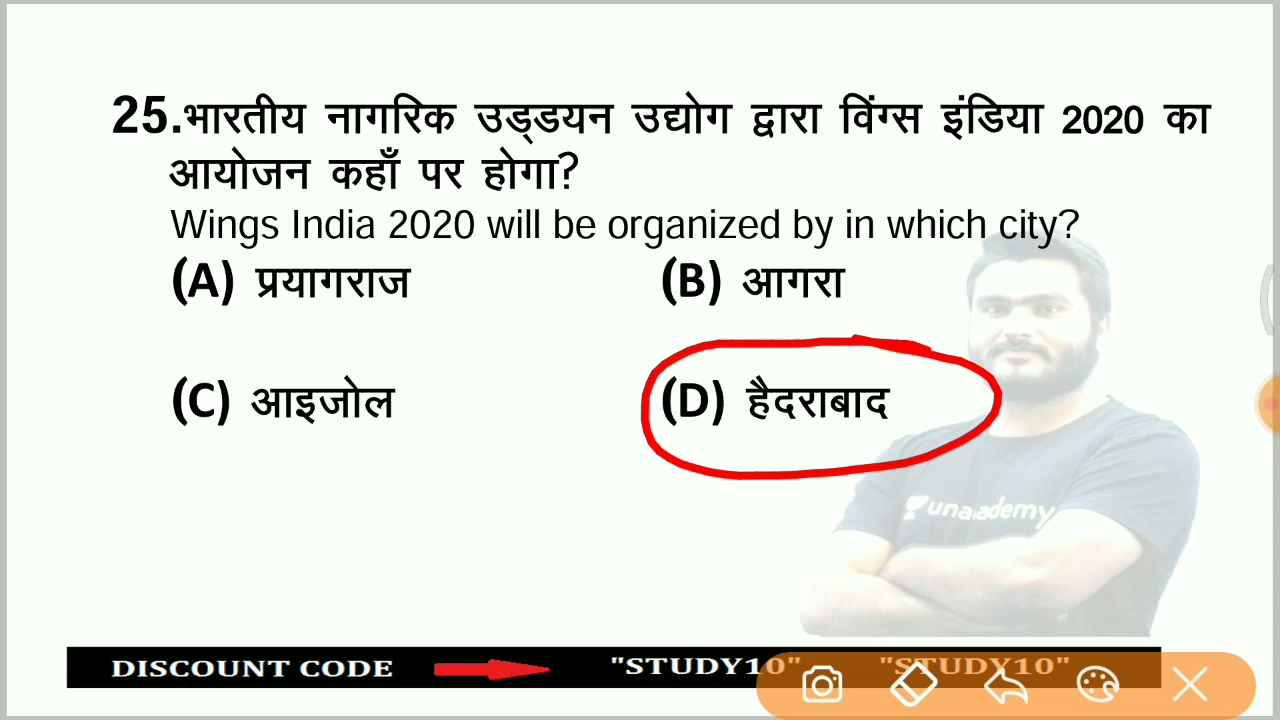 25.भारतीय नागरिक उड्डयन उद्योग द्वारा विंग्स इंडिया 2020 का
आयोजन कहाँ पर होगा?
Wings India 2020 will be organized by in which city?
(A) प्रयागराज (B) आगरा
(C) आइजोल (D) हैदराबाद
unacademy
DISCOUNT CODE "STUDY10" "STUDY10"